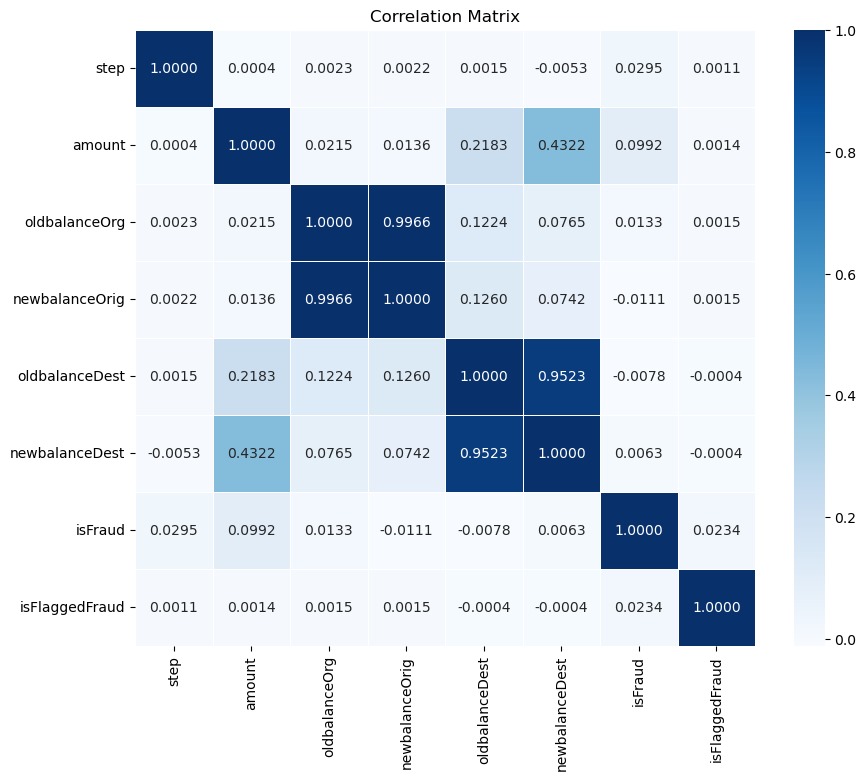 Correlation Matrix
step 1.0000 0.0004 0.0023 0.0022 0.0015 -0.0053 0.0295 0.0011
amount 0.0004 1.0000 0.0215 0.0136 0.2183 0.4322 0.0992 0.0014
oldbalanceOrg 0.0023 0.0215 1.0000 0.9966 0.1224 0.0765 0.0133 0.0015
newbalanceOrig 0.0022 0.0136 0.9966 1.0000 0.1260 0.0742 -0.0111 0.0015
oldbalanceDest 0.0015 0.2183 0.1224 0.1260 1.0000 0.9523 -0.0078 -0.0004
newbalanceDest -0.0053 0.4322 0.0765 0.0742 0.9523 1.0000 0.0063 -0.0004
isFraud 0.0295 0.0992 0.0133 -0.0111 -0.0078 0.0063 1.0000 0.0234
isFlaggedFraud 0.0011 0.0014 0.0015 0.0015 -0.0004 -0.0004 0.0234 1.0000
step
amount
oldbalanceOrg
newbalanceOrig
oldbalanceDest
newbalanceDest
isFraud
isFlaggedFraud
1.0
0.8
0.6
0.4
0.2
0.0